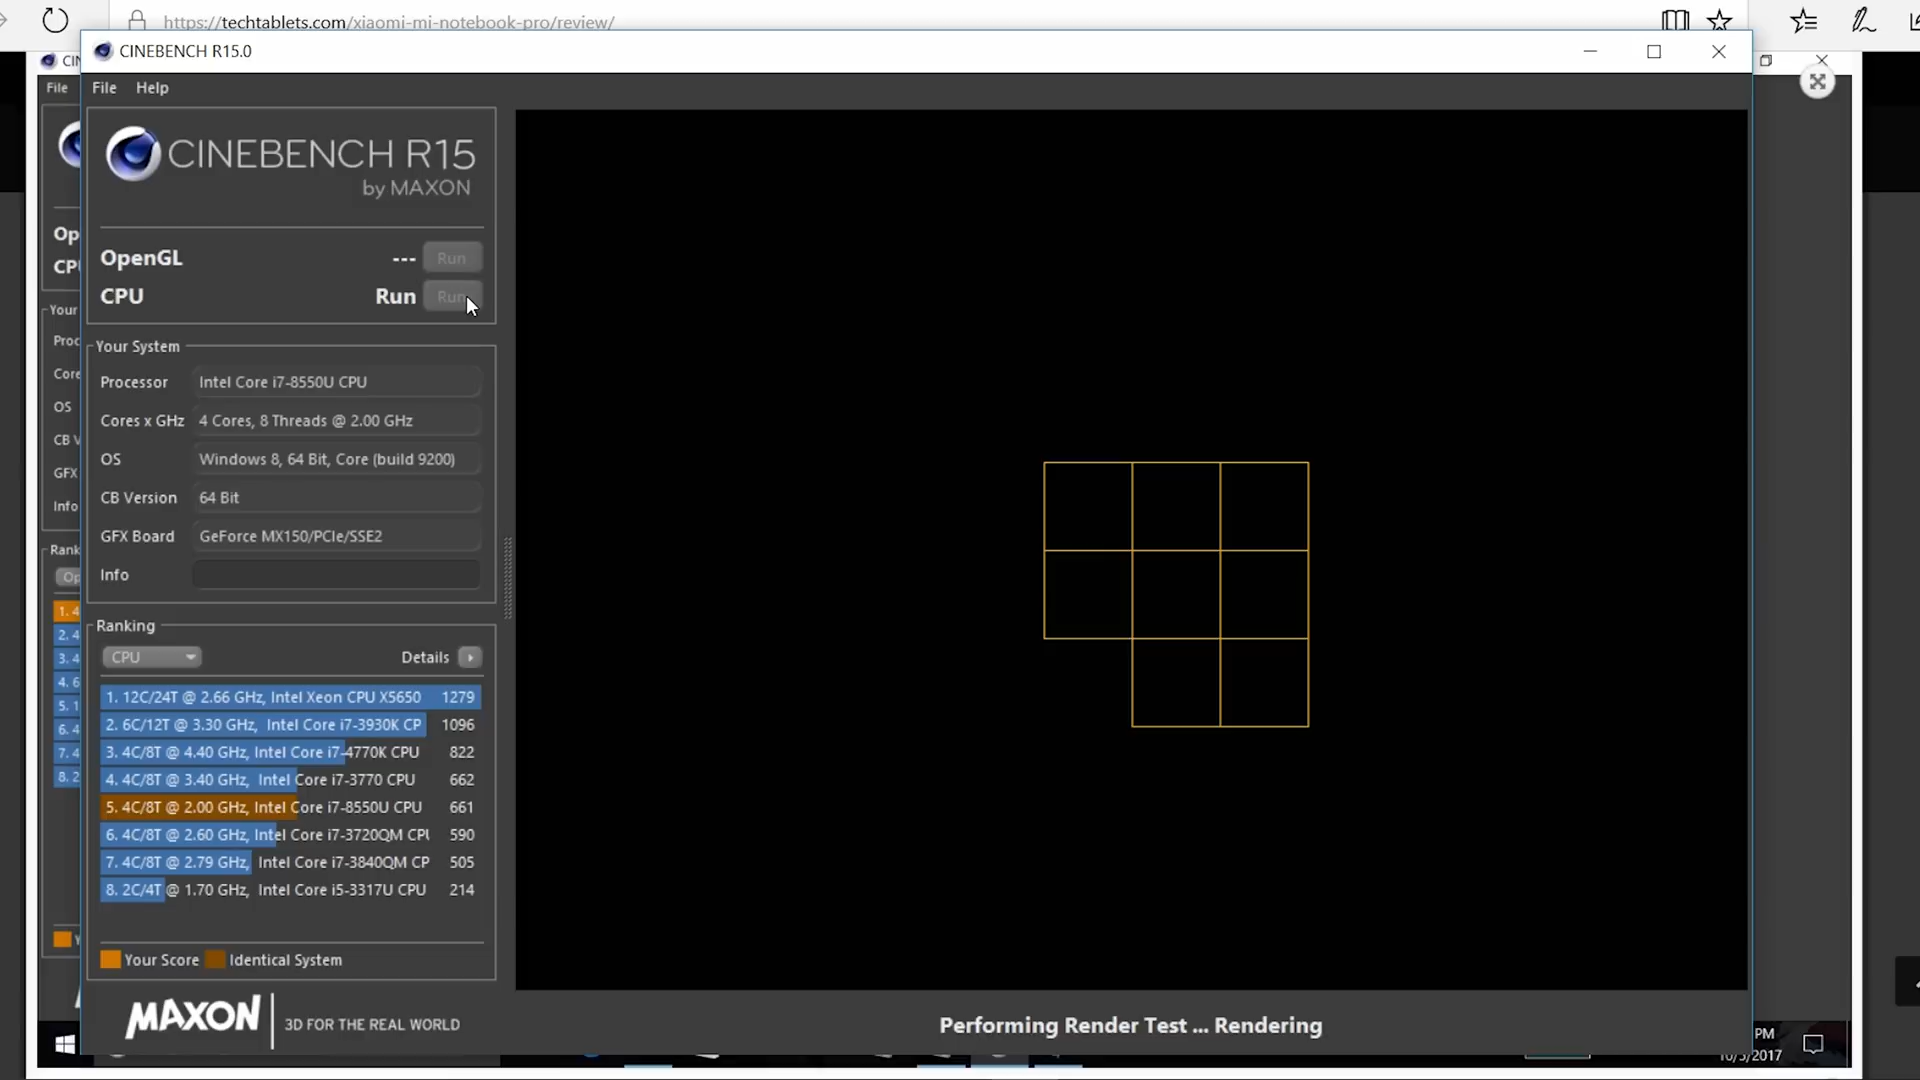 https://techtablets.com/xiaomi-mi-notebook-pro/review/
CINEBENCH R15.0
File
File Help
CINEBENCH R15
by MAXON
OpenGL --- Run
CPU Run Run
Your System
Processor Intel Core i7-8550U CPU
Cores x GHz 4 Cores, 8 Threads @ 2.00 GHz
OS Windows 8, 64 Bit, Core (build 9200)
CB Version 64 Bit
GFX Board GeForce MX150/PCIe/SSE2
Info
Ranking
CPU Details
1. 12C/24T @ 2.66 GHz, Intel Xeon CPU X5650 1279
2. 6C/12T @ 3.30 GHz, Intel Core i7-3930K CP 1096
3. 4C/8T @ 4.40 GHz, Intel Core i7-4770K CPU 822
4. 4C/8T @ 3.40 GHz, Intel Core i7-3770 CPU 662
5. 4C/8T @ 2.00 GHz, Intel Core i7-8550U CPU 661
6. 4C/8T @ 2.60 GHz, Intel Core i7-3720QM CPU 590
7. 4C/8T @ 2.79 GHz, Intel Core i7-3840QM CP 505
8. 2C/4T @ 1.70 GHz, Intel Core i5-3317U CPU 214
Your Score Identical System
MAXON 3D FOR THE REAL WORLD
Performing Render Test ... Rendering
PM
10/5/2017